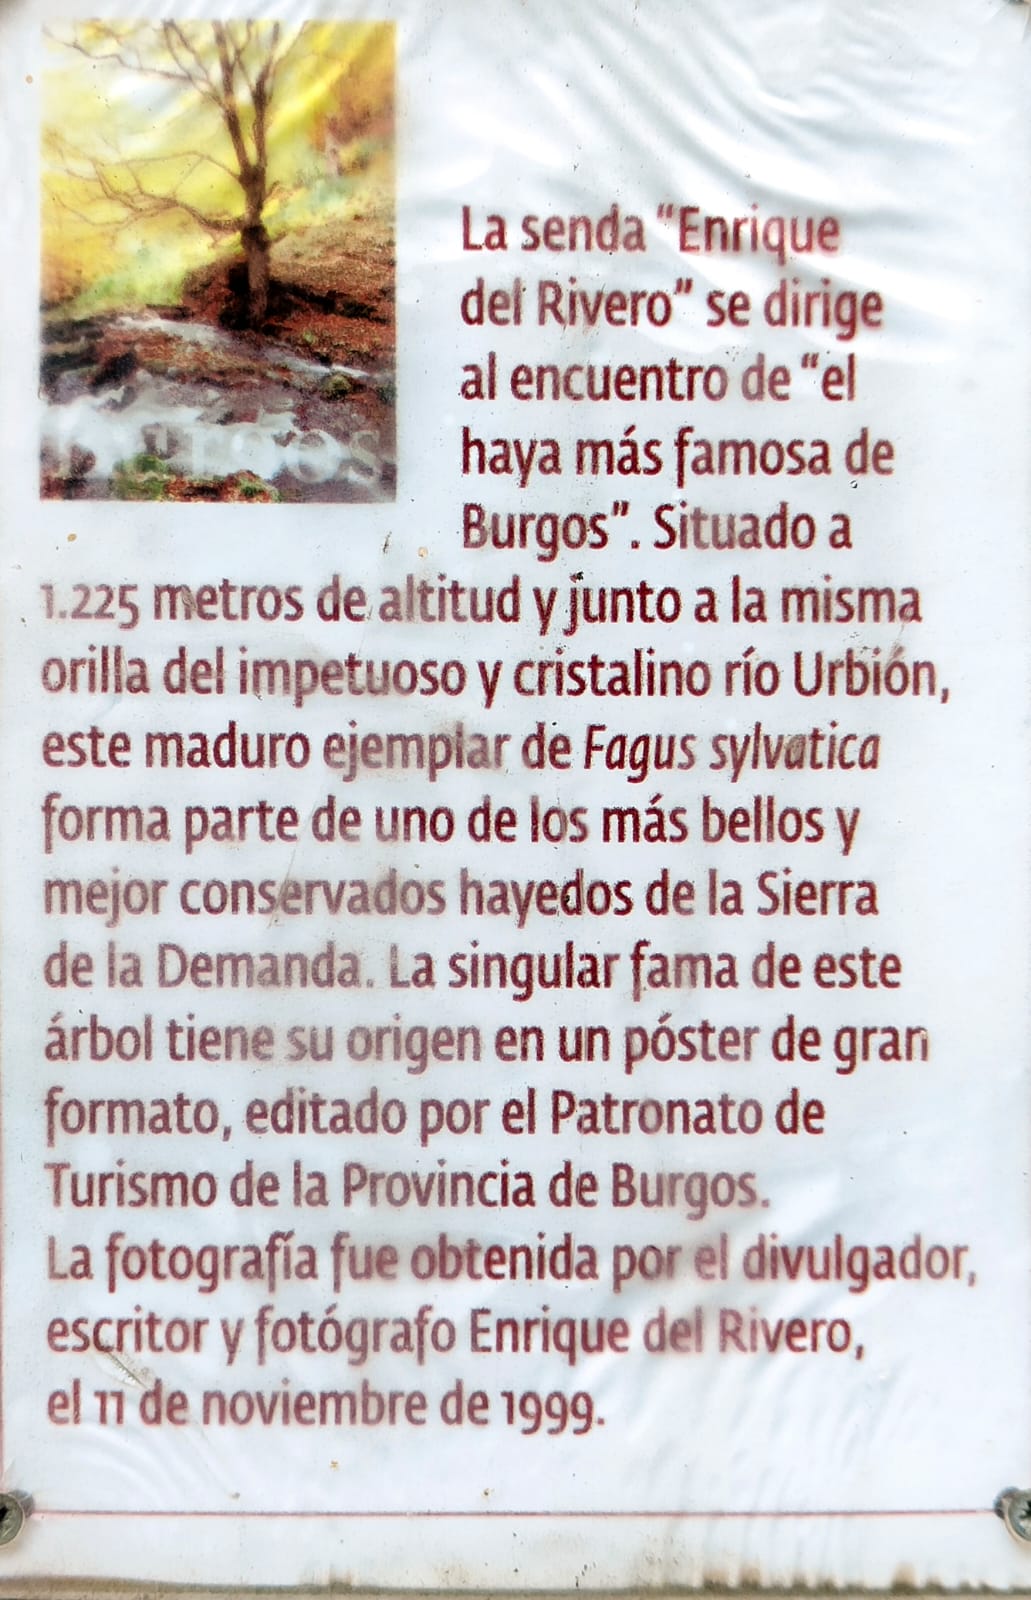 BURGOS
La senda “Enrique
del Rivero” se dirige
al encuentro de “el
haya más famosa de
Burgos”. Situado a
1.225 metros de altitud y junto a la misma
orilla del impetuoso y cristalino río Urbión,
este maduro ejemplar de Fagus sylvatica
forma parte de uno de los más bellos y
mejor conservados hayedos de la Sierra
de la Demanda. La singular fama de este
árbol tiene su origen en un póster de gran
formato, editado por el Patronato de
Turismo de la Provincia de Burgos.
La fotografía fue obtenida por el divulgador,
escritor y fotógrafo Enrique del Rivero,
el 11 de noviembre de 1999.